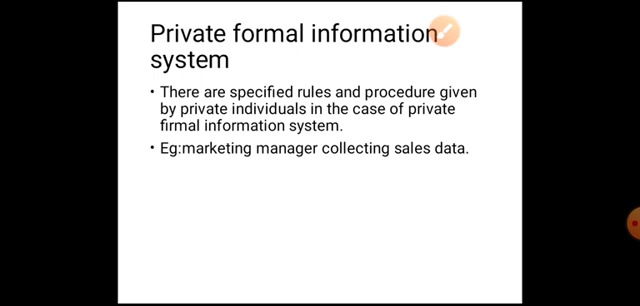 Private formal information
system
• There are specified rules and procedure given
by private individuals in the case of private
firmal information system.
• Eg:marketing manager collecting sales data.